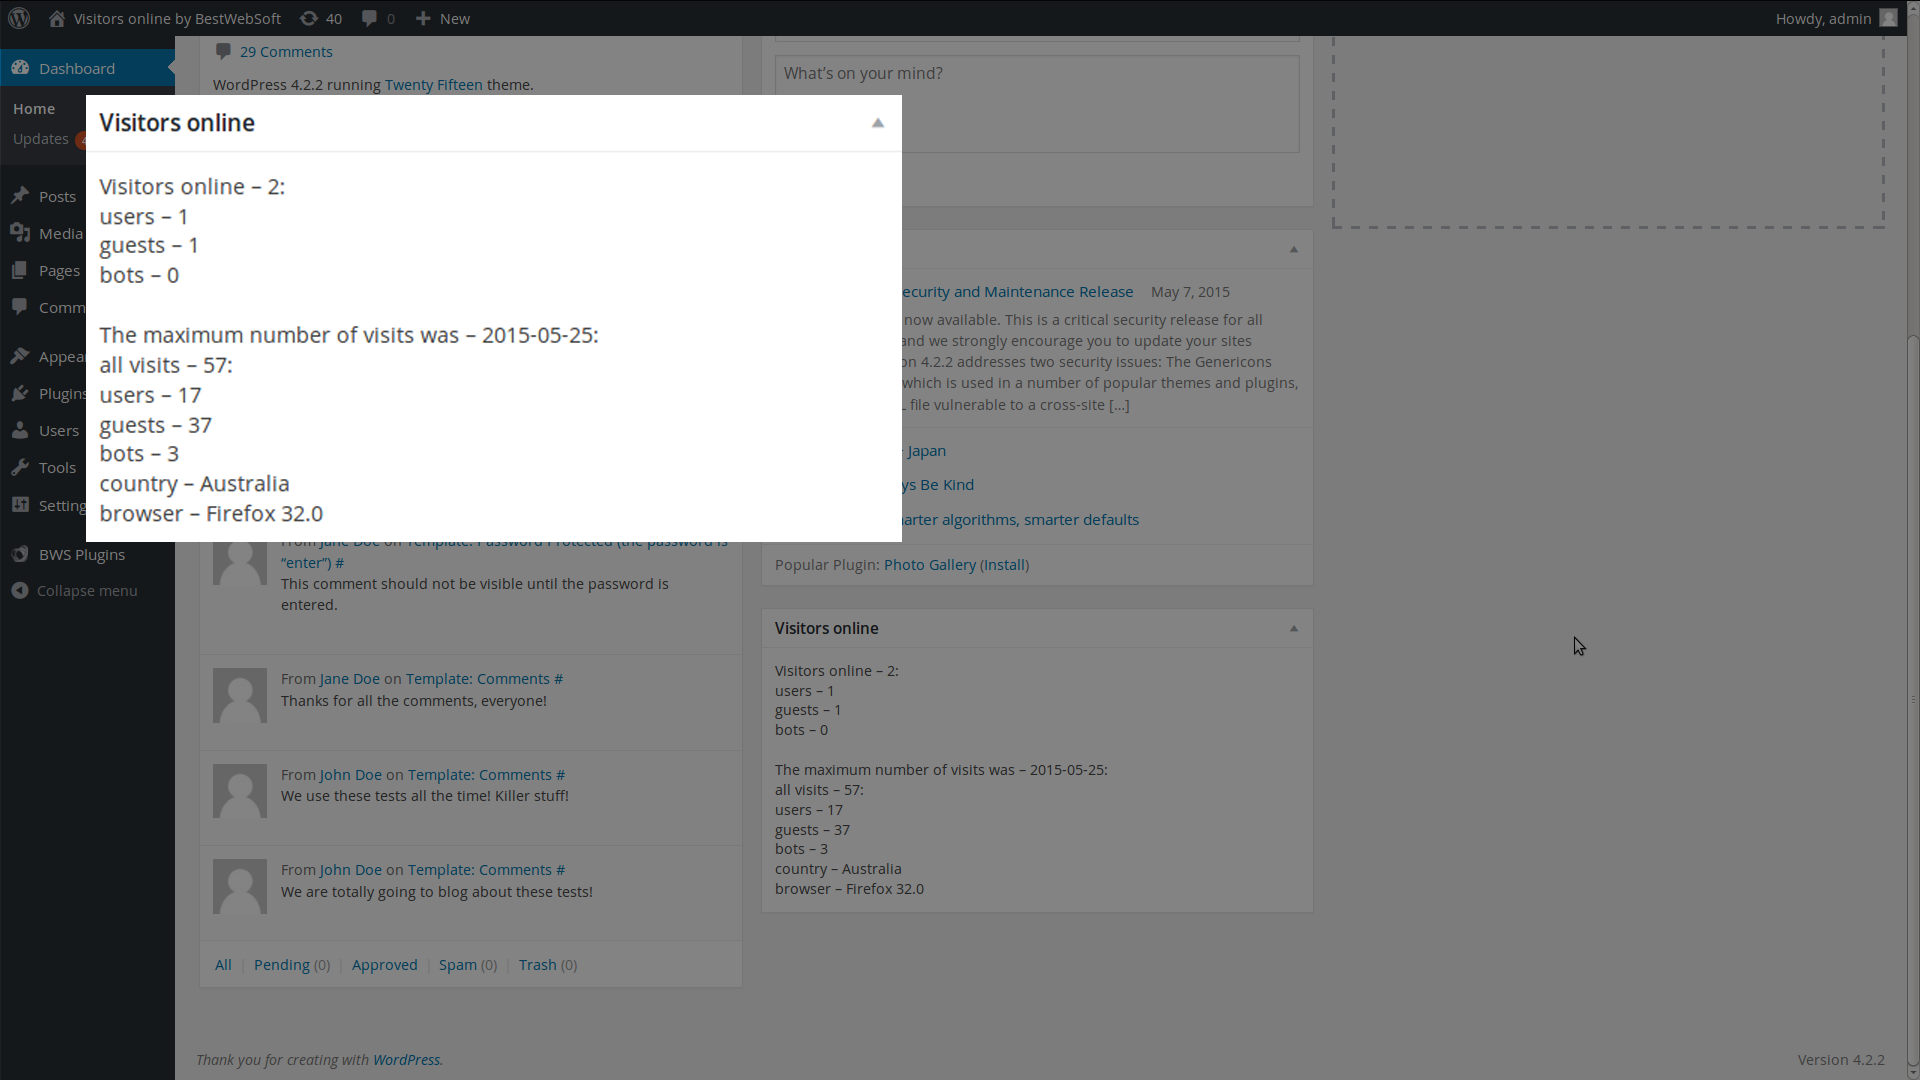 Visitors online by BestWebSoft 40 0 New Howdy, admin
Dashboard
Home
Updates
Posts
Media
Pages
Comm
Appea
Plugins
Users
Tools
Setting
BWS Plugins
Collapse menu
29 Comments
WordPress 4.2.2 running Twenty Fifteen theme.
Visitors online
Visitors online – 2:
users – 1
guests – 1
bots – 0
The maximum number of visits was – 2015-05-25:
all visits – 57:
users – 17
guests – 37
bots – 3
country – Australia
browser – Firefox 32.0
From Jane Doe on Template: Password Protected (the password is
“enter”) #
This comment should not be visible until the password is
entered.
From Jane Doe on Template: Comments #
Thanks for all the comments, everyone!
From John Doe on Template: Comments #
We use these tests all the time! Killer stuff!
From John Doe on Template: Comments #
We are totally going to blog about these tests!
All | Pending (0) | Approved | Spam (0) | Trash (0)
What's on your mind?
ecurity and Maintenance Release May 7, 2015
now available. This is a critical security release for all
and we strongly encourage you to update your sites
on 4.2.2 addresses two security issues: The Genericons
which is used in a number of popular themes and plugins,
L file vulnerable to a cross-site […]
Japan
ys Be Kind
arter algorithms, smarter defaults
Popular Plugin: Photo Gallery (Install)
Visitors online
Visitors online – 2:
users – 1
guests – 1
bots – 0
The maximum number of visits was – 2015-05-25:
all visits – 57:
users – 17
guests – 37
bots – 3
country – Australia
browser – Firefox 32.0
Thank you for creating with WordPress.
Version 4.2.2